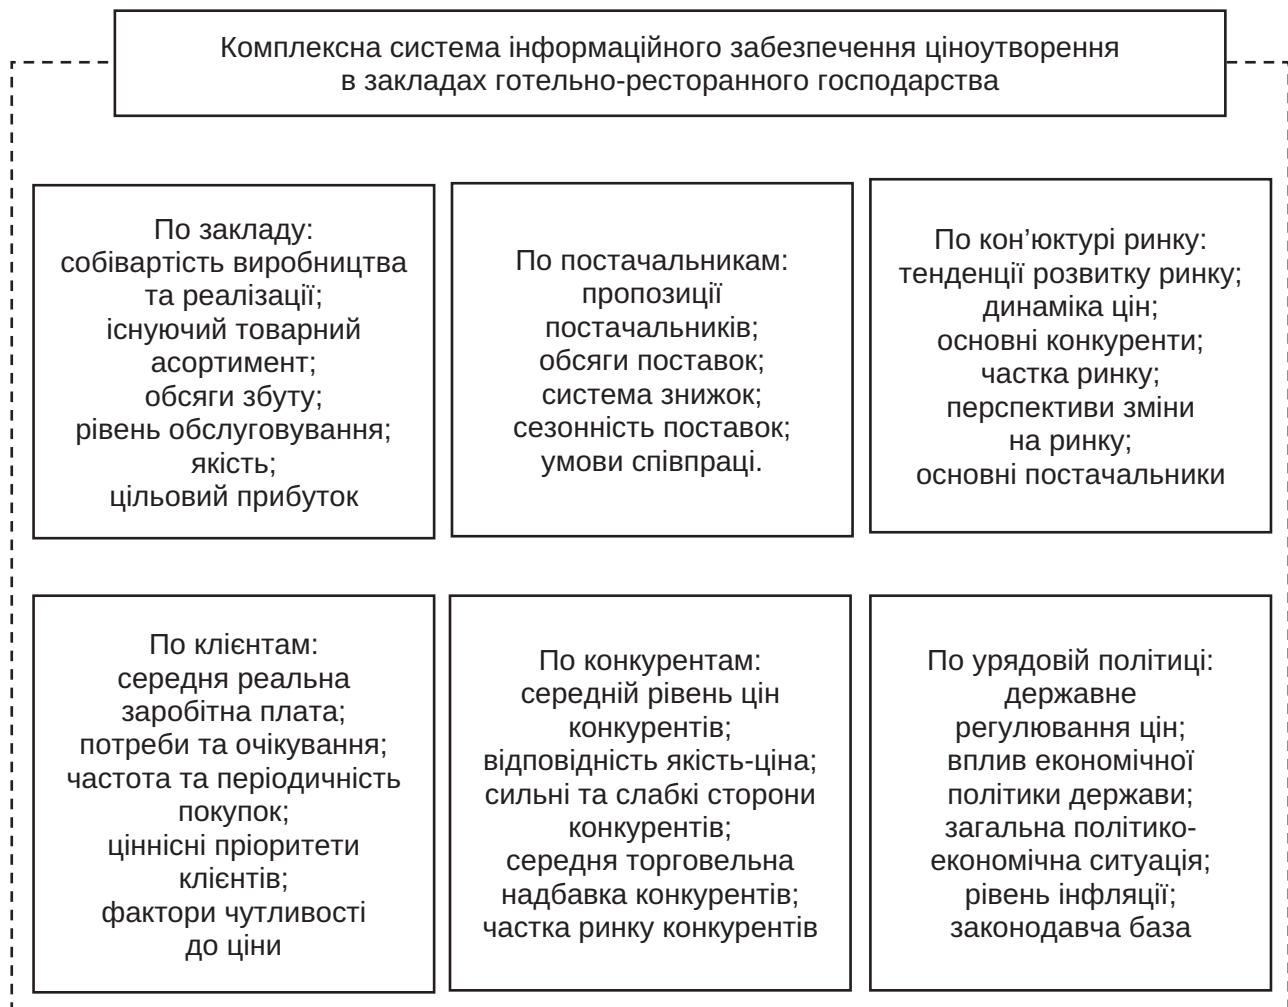 Комплексна система інформаційного забезпечення ціноутворення
в закладах готельно-ресторанного господарства
По закладу:
собівартість виробництва
та реалізації;
існуючий товарний
асортимент;
обсяги збуту;
рівень обслуговування;
якість;
цільовий прибуток
По постачальникам:
пропозиції
постачальників;
обсяги поставок;
система знижок;
сезонність поставок;
умови співпраці.
По кон’юктурі ринку:
тенденції розвитку ринку;
динаміка цін;
основні конкуренти;
частка ринку;
перспективи зміни
на ринку;
основні постачальники
По клієнтам:
середня реальна
заробітна плата;
потреби та очікування;
частота та періодичність
покупок;
ціннісні пріоритети
клієнтів;
фактори чутливості
до ціни
По конкурентам:
середній рівень цін
конкурентів;
відповідність якість-ціна;
сильні та слабкі сторони
конкурентів;
середня торговельна
надбавка конкурентів;
частка ринку конкурентів
По урядовій політиці:
державне
регулювання цін;
вплив економічної
політики держави;
загальна політико-
економічна ситуація;
рівень інфляції;
законодавча база